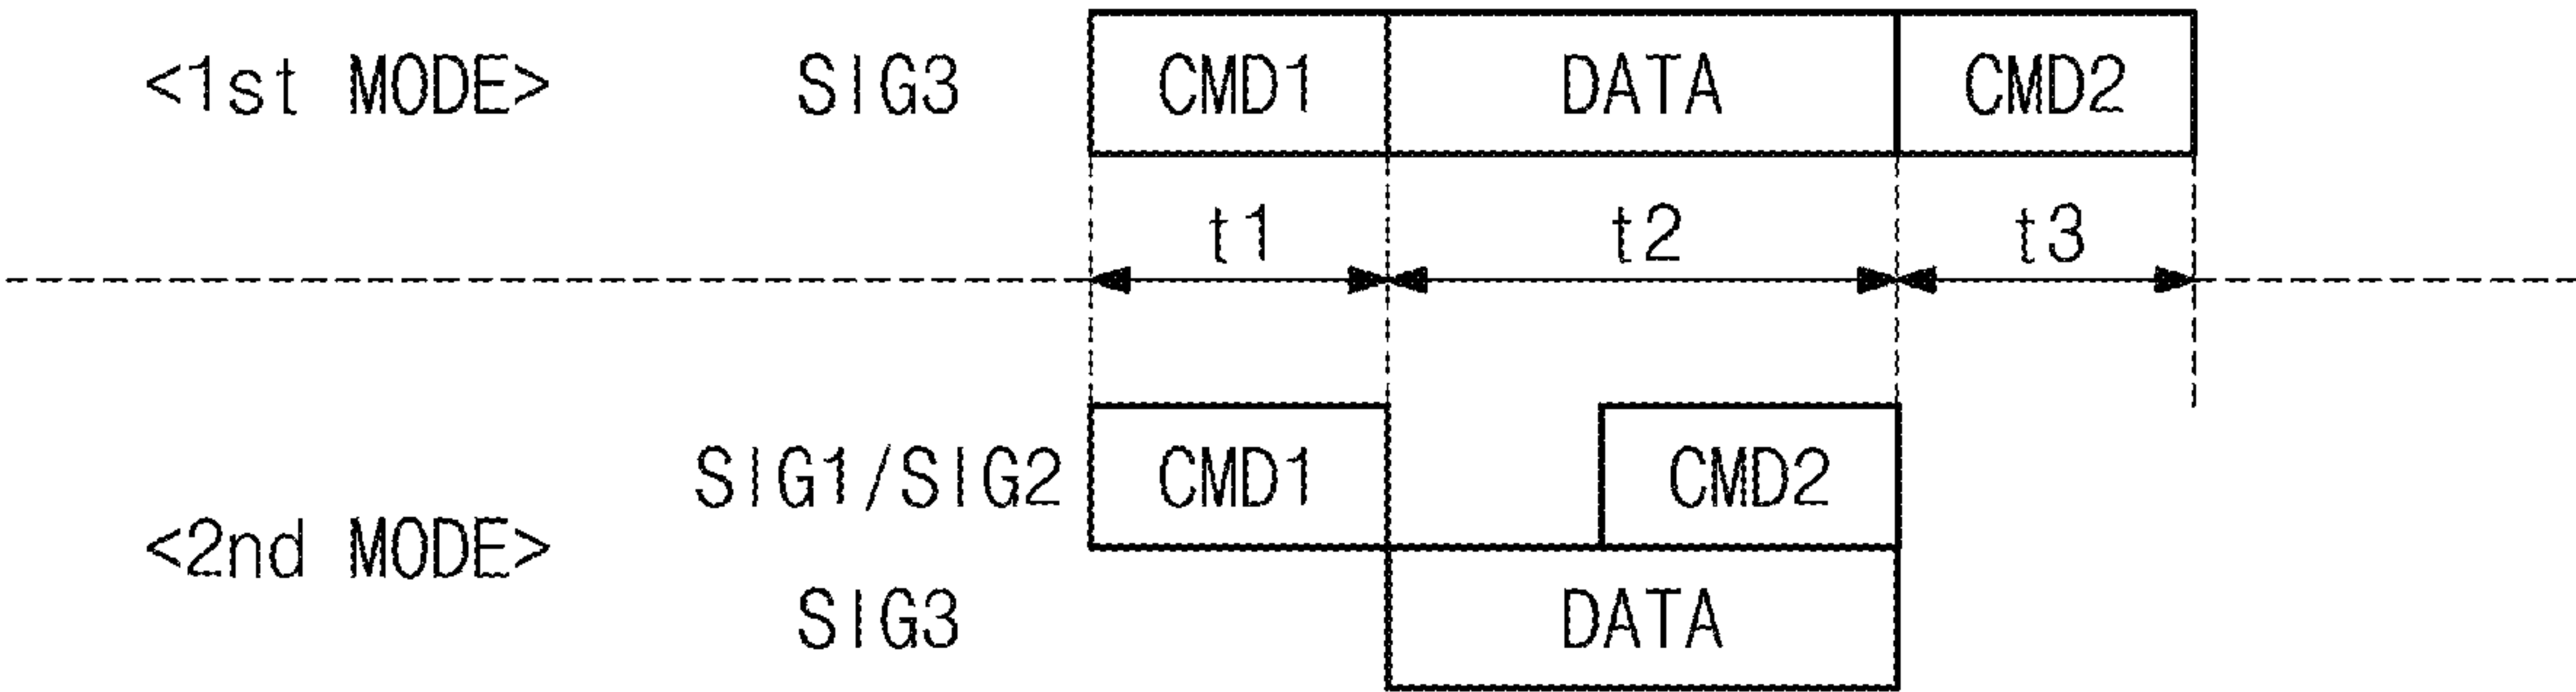 <1st MODE> SIG3 CMD1 DATA CMD2
t1 t2 t3
SIG1/SIG2 CMD1 CMD2
<2nd MODE>
SIG3 DATA